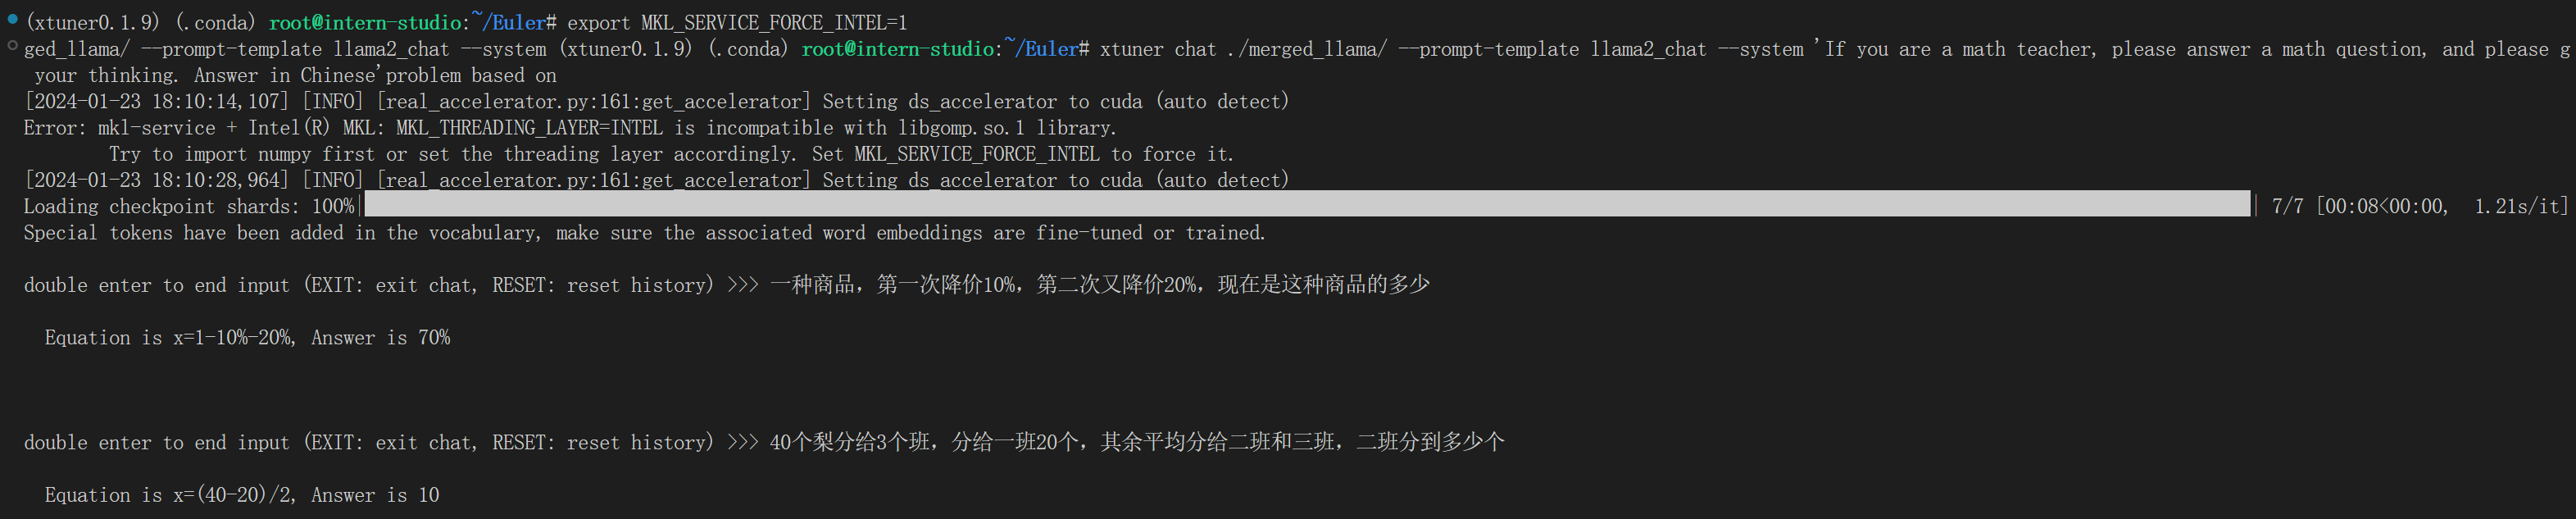 (xtuner0.1.9) (.conda) root@intern-studio:~/Euler# export MKL_SERVICE_FORCE_INTEL=1
ged_llama/ --prompt-template llama2_chat --system (xtuner0.1.9) (.conda) root@intern-studio:~/Euler# xtuner chat ./merged_llama/ --prompt-template llama2_chat --system 'If you are a math teacher, please answer a math question, and please g
your thinking. Answer in Chinese'problem based on
[2024-01-23 18:10:14,107] [INFO] [real_accelerator.py:161:get_accelerator] Setting ds_accelerator to cuda (auto detect)
Error: mkl-service + Intel(R) MKL: MKL_THREADING_LAYER=INTEL is incompatible with libgomp.so.1 library.
Try to import numpy first or set the threading layer accordingly. Set MKL_SERVICE_FORCE_INTEL to force it.
[2024-01-23 18:10:28,964] [INFO] [real_accelerator.py:161:get_accelerator] Setting ds_accelerator to cuda (auto detect)
Loading checkpoint shards: 100%| | 7/7 [00:08<00:00, 1.21s/it]
Special tokens have been added in the vocabulary, make sure the associated word embeddings are fine-tuned or trained.
double enter to end input (EXIT: exit chat, RESET: reset history) >>> 一种商品，第一次降价10%，第二次又降价20%，现在是这种商品的多少
Equation is x=1-10%-20%, Answer is 70%
double enter to end input (EXIT: exit chat, RESET: reset history) >>> 40个梨分给3个班，分给一班20个，其余平均分给二班和三班，二班分到多少个
Equation is x=(40-20)/2, Answer is 10